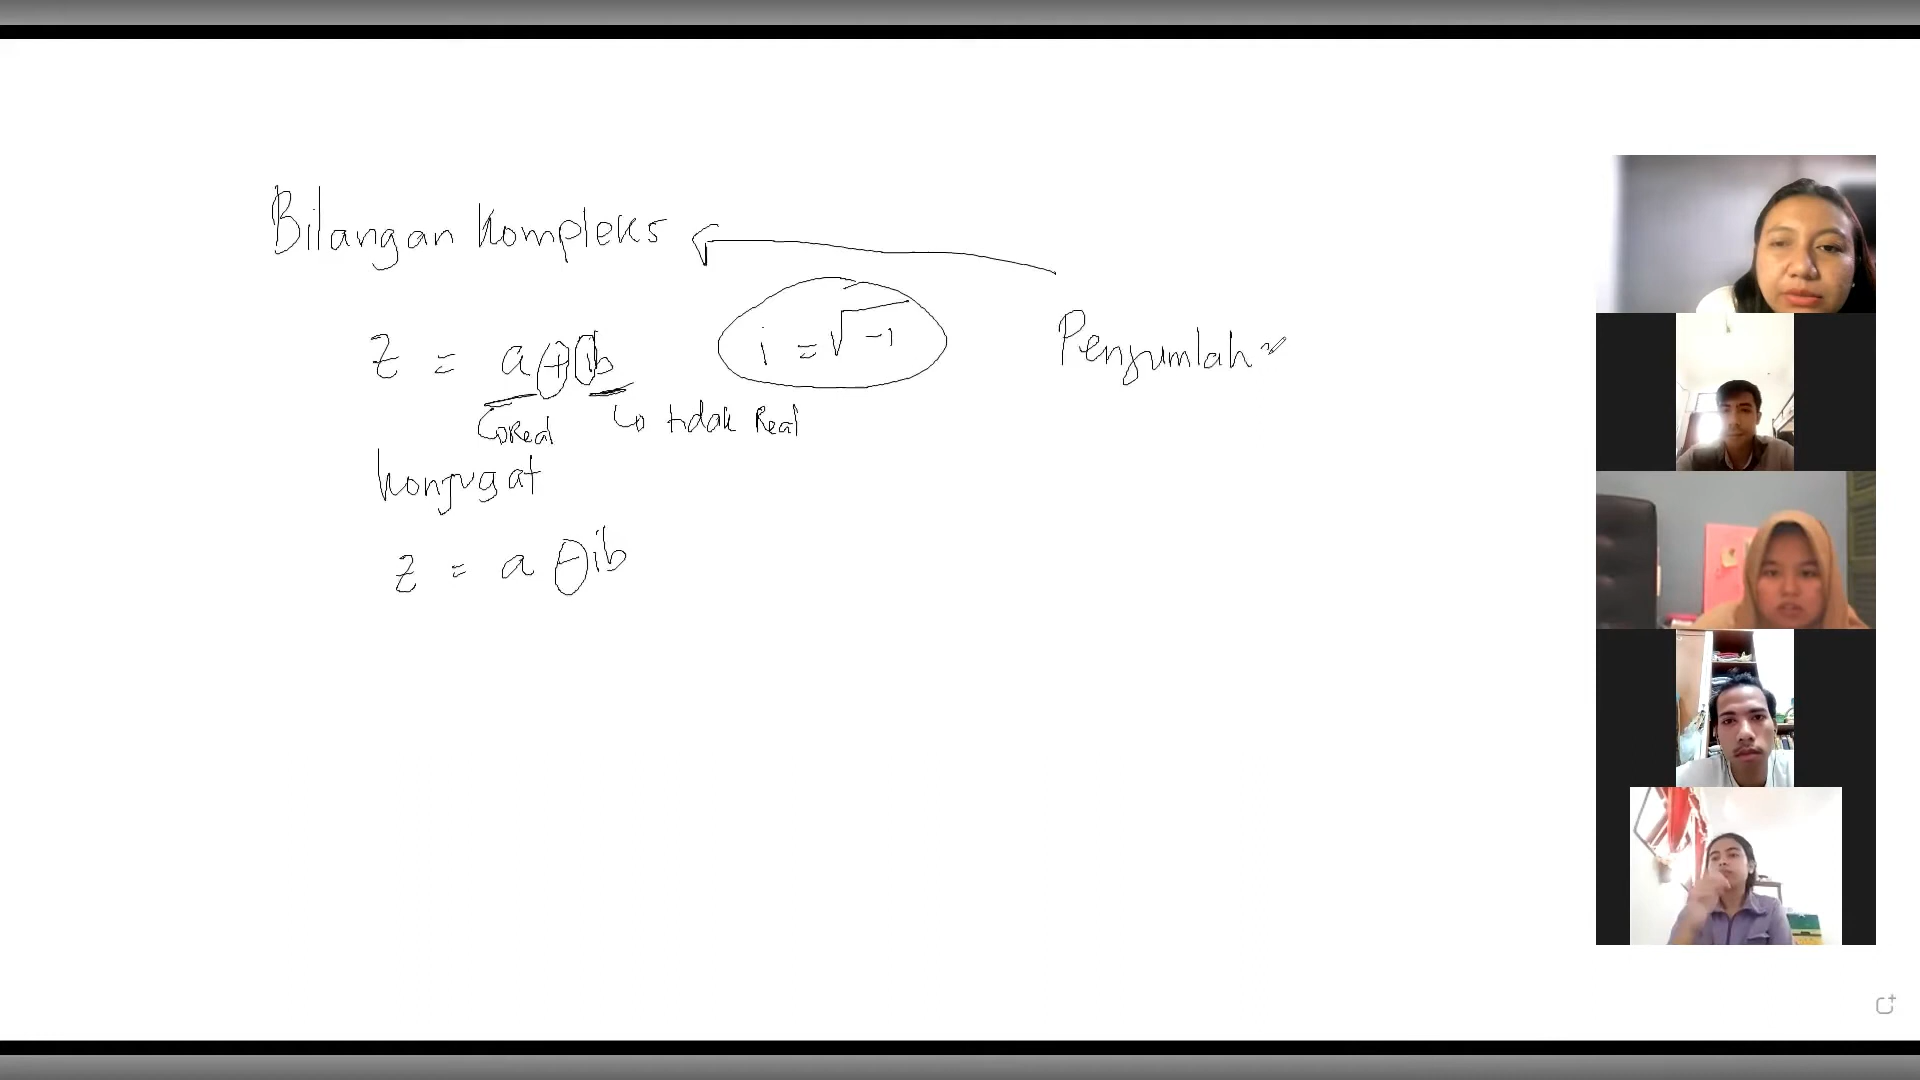 Bilangan Kompleks
z = a + ib
i = √-1
Real
tidak Real
konjugat
z = a - ib
Penjumlah